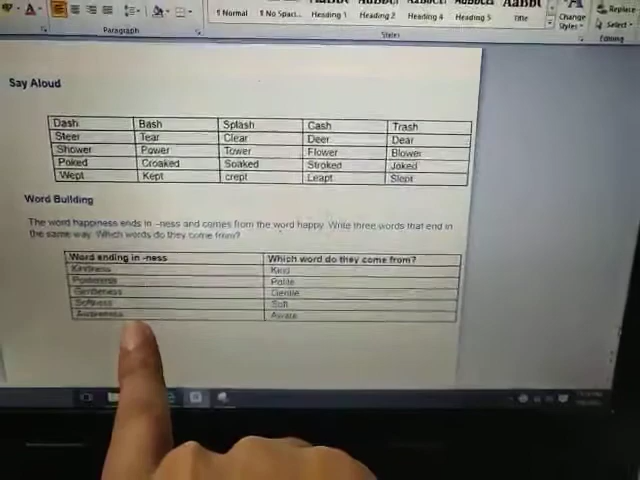 1 Normal 1 No Spaci... Heading 1 Heading 2 Heading 4 Heading 5 Title Change Styles Replace Select
Paragraph Styles Editing
Say Aloud
Dash Bash Splash Cash Trash
Steer Tear Clear Deer Dear
Shower Power Tower Flower Blower
Poked Croaked Soaked Stroked Joked
Wept Kept crept Leapt Slept
Word Building
The word happiness ends in -ness and comes from the word happy. Write three words that end in
the same way. Which words do they come from?
Word ending in -ness Which word do they come from?
Kindness Kind
Politeness Polite
Gentleness Gentle
Softness Soft
Awareness Aware